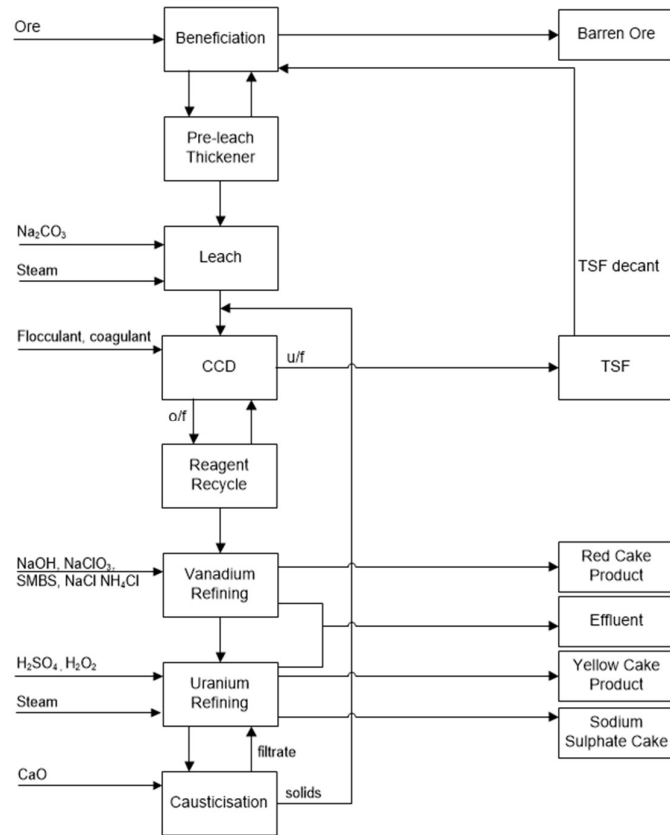 Ore
Beneficiation
Barren Ore
Pre-leach
Thickener
Na₂CO₃
Leach
Steam
TSF decant
Flocculant, coagulant
CCD
u/f
TSF
o/f
Reagent
Recycle
NaOH, NaClO₃,
SMBS, NaCl NH₄Cl
Vanadium
Refining
Red Cake
Product
Effluent
H₂SO₄, H₂O₂
Uranium
Refining
Yellow Cake
Product
Steam
Sodium
Sulphate Cake
filtrate
CaO
Causticisation
solids